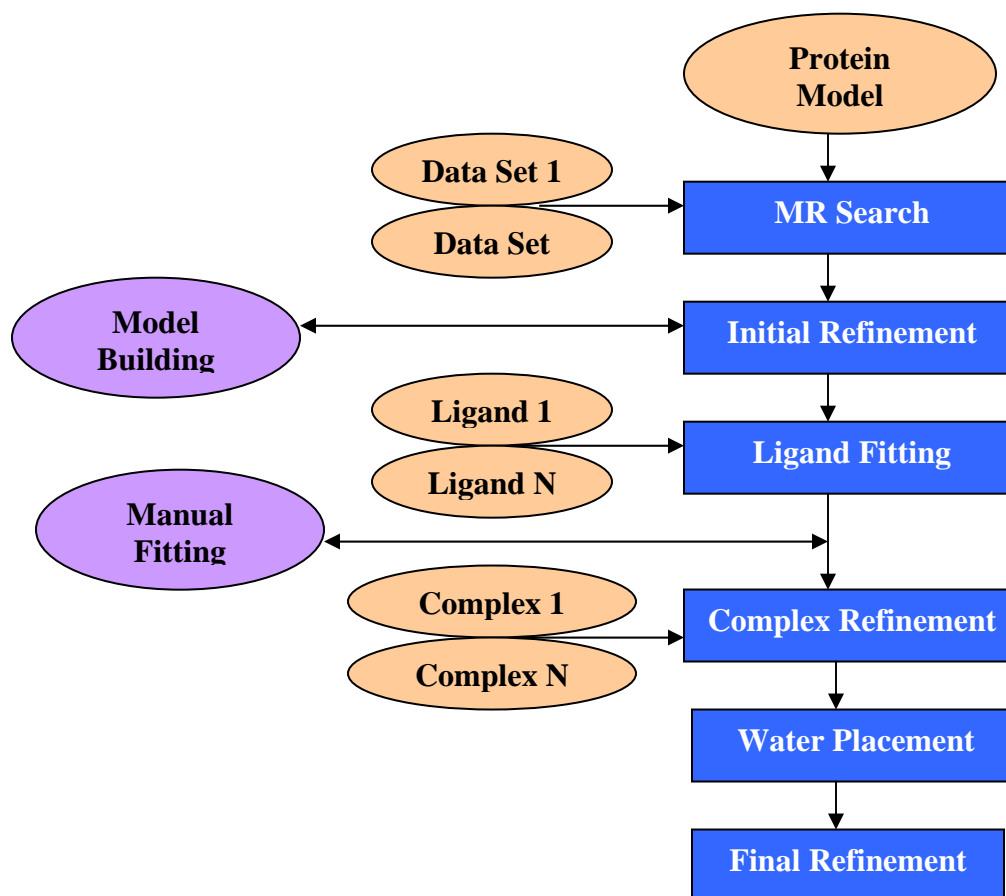 Protein
Model
Data Set 1
MR Search
Data Set
Model
Building
Initial Refinement
Ligand 1
Ligand Fitting
Ligand N
Manual
Fitting
Complex 1
Complex Refinement
Complex N
Water Placement
Final Refinement